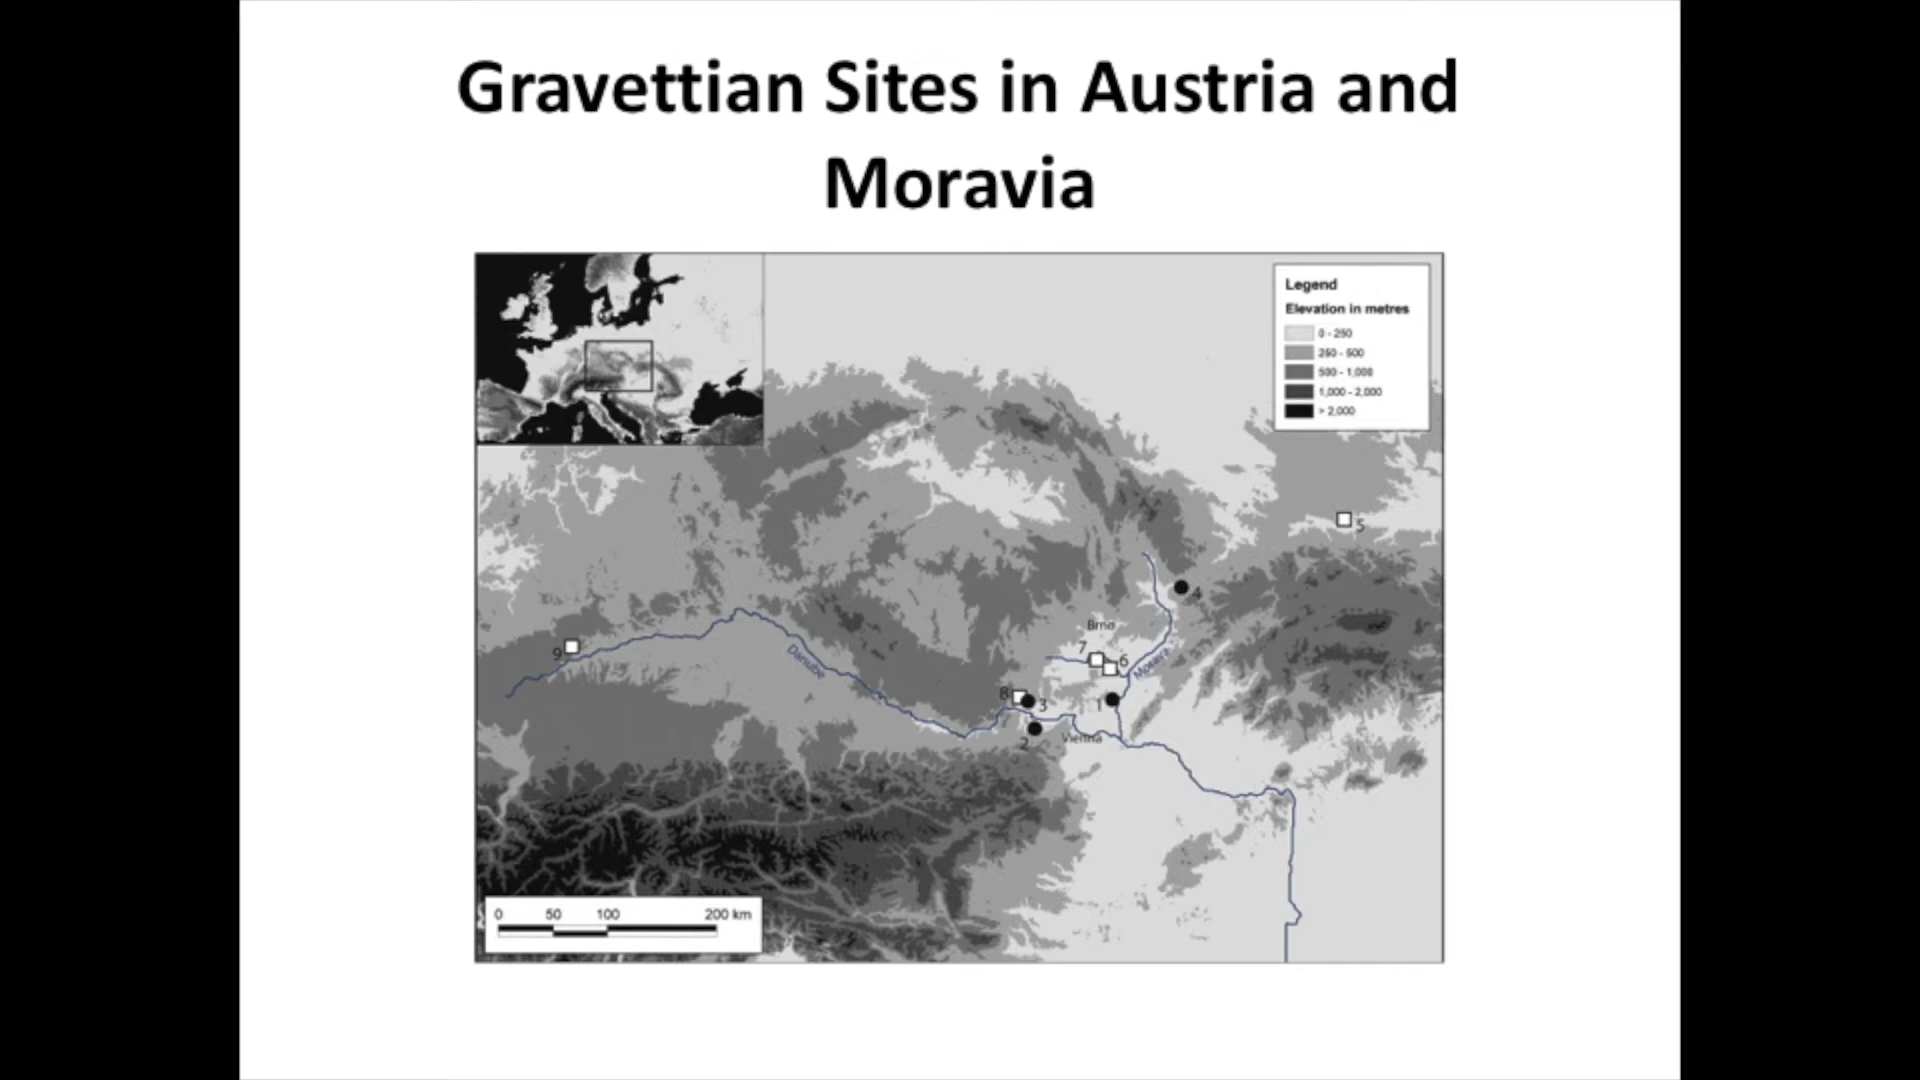 Gravettian Sites in Austria and
Moravia
Legend
Elevation in metres
0 - 250
250 - 500
500 - 1,000
1,000 - 2,000
> 2,000
5
4
Brno
7
6
9
Danube
Morava
8
3
1
2
Vienna
0 50 100 200 km